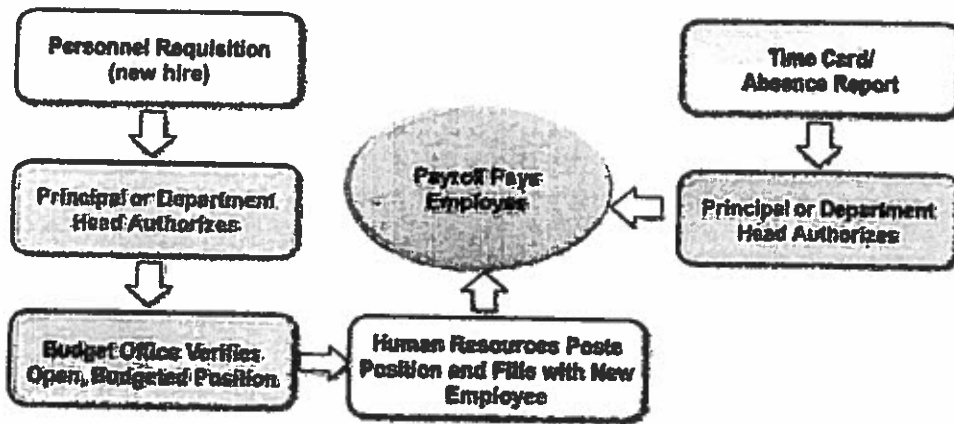 Personnel Requisition
(new hire)
Principal or Department
Head Authorizes
Budget Office Verifies
Open, Budgeted Position
Human Resources Posts
Position and Fills with New
Employee
Payroll Pays
Employee
Time Card/
Absence Report
Principal or Department
Head Authorizes